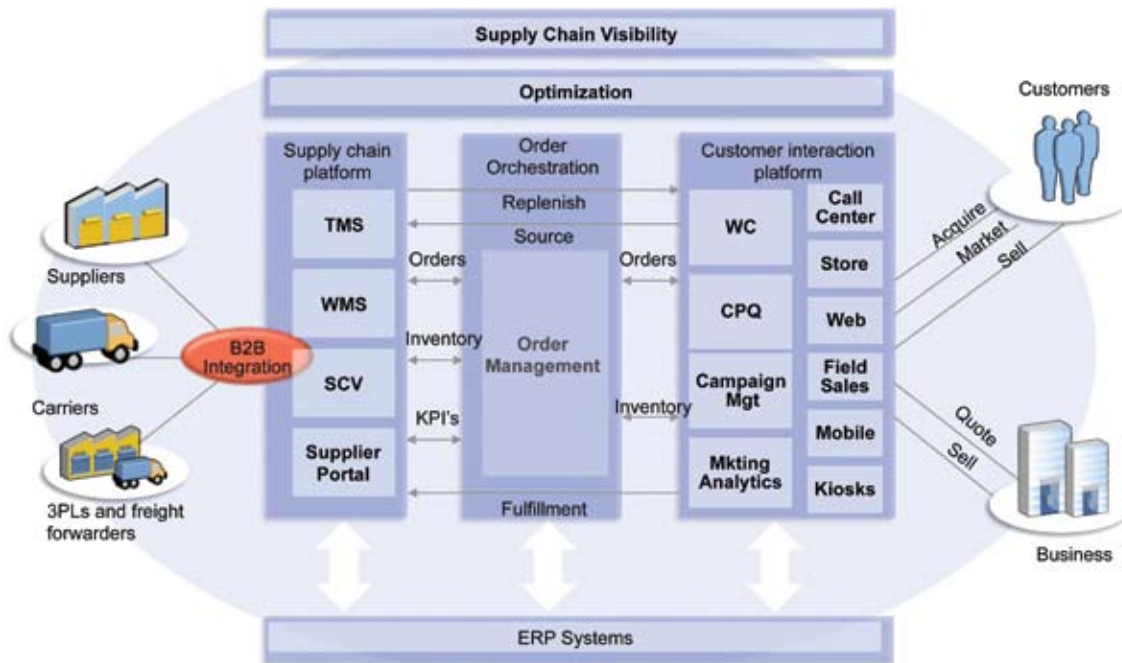 Supply Chain Visibility
Optimization
Customers
Supply chain
platform
Order
Orchestration
Customer interaction
platform
TMS
WMS
SCV
Supplier
Portal
Replenish
Source
Orders
Inventory
KPI's
Order
Management
Orders
Inventory
Fulfillment
WC
CPQ
Campaign
Mgt
Mkting
Analytics
Call
Center
Store
Web
Field
Sales
Mobile
Kiosks
Acquire
Market
Sell
Quote
Sell
Suppliers
B2B
Integration
Carriers
3PLs and freight
forwarders
Business
ERP Systems